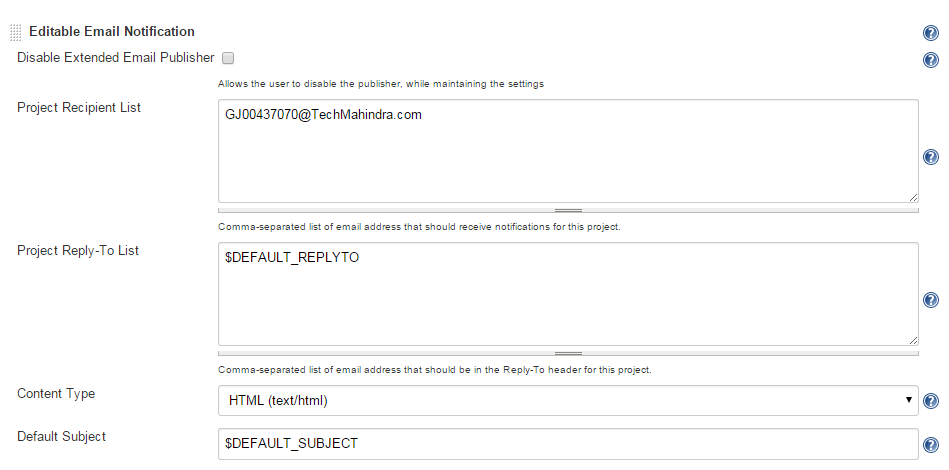 Editable Email Notification
Disable Extended Email Publisher
Allows the user to disable the publisher, while maintaining the settings
Project Recipient List
GJ00437070@TechMahindra.com
Comma-separated list of email address that should receive notifications for this project.
Project Reply-To List
$DEFAULT_REPLYTO
Comma-separated list of email address that should be in the Reply-To header for this project.
Content Type
HTML (text/html)
Default Subject
$DEFAULT_SUBJECT